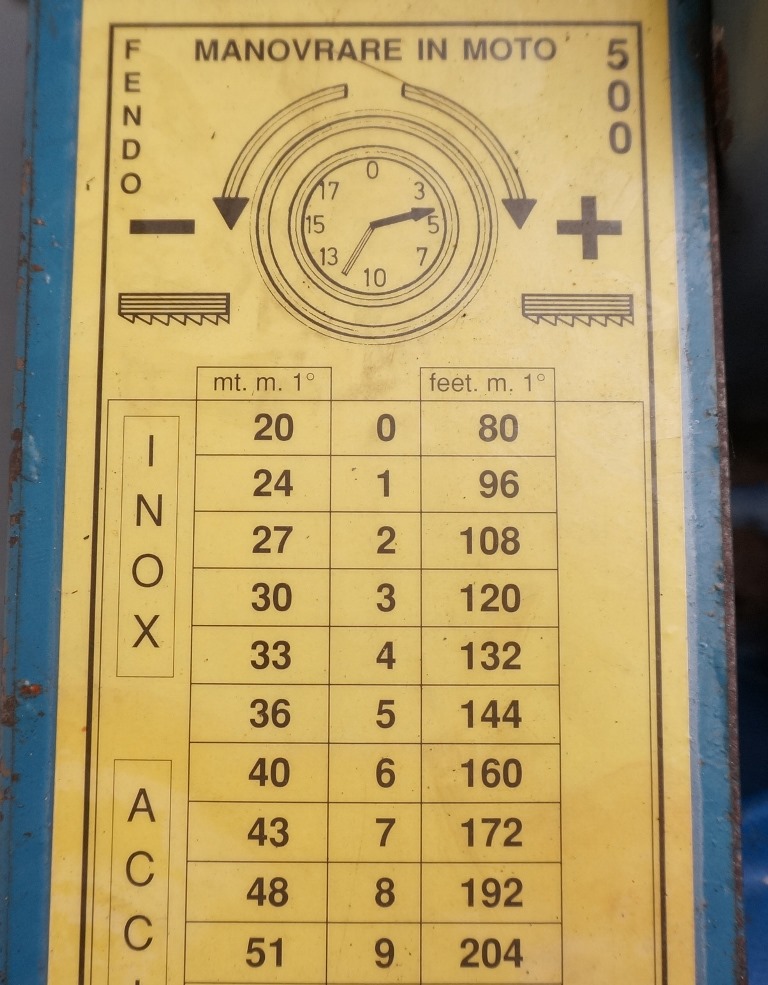 FENDO
MANOVRARE IN MOTO
500
0
17 3
15 5
13 7
10
mt. m. 1° feet. m. 1°
INOX
20 0 80
24 1 96
27 2 108
30 3 120
33 4 132
36 5 144
40 6 160
43 7 172
48 8 192
51 9 204
ACC